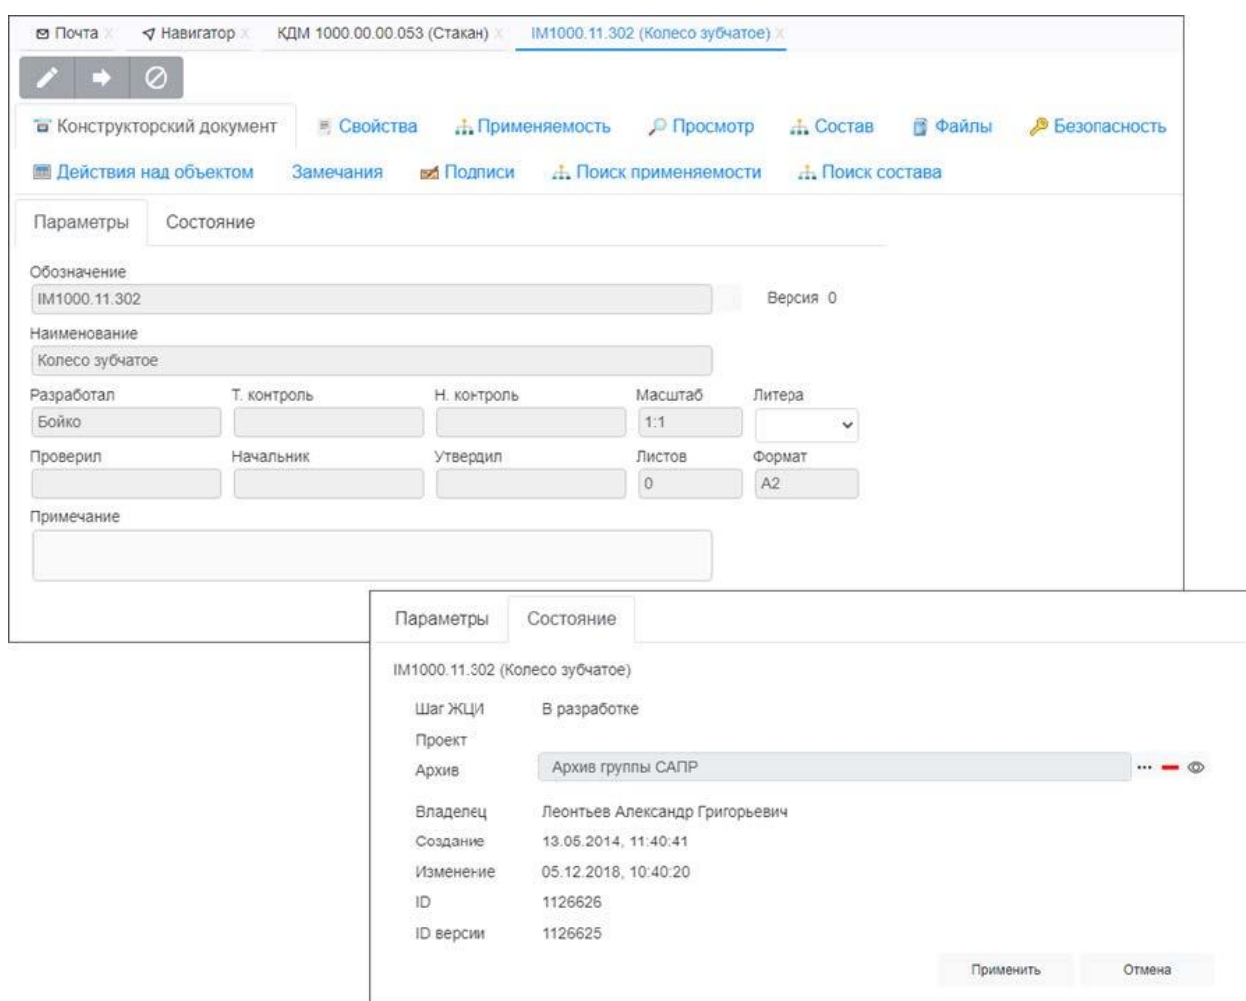 Почта X Навигатор X КДМ 1000.00.00.053 (Стакан) X IM1000.11.302 (Колесо зубчатое) X
Конструкторский документ Свойства Применяемость Просмотр Состав Файлы Безопасность
Действия над объектом Замечания Подписи Поиск применяемости Поиск состава
Параметры Состояние
Обозначение
IM1000.11.302 Версия 0
Наименование
Колесо зубчатое
Разработал Т. контроль Н. контроль Масштаб Литера
Бойко 1:1
Проверил Начальник Утвердил Листов Формат
0 А2
Примечание
Параметры Состояние
IM1000.11.302 (Колесо зубчатое)
Шаг ЖЦИ В разработке
Проект
Архив Архив группы САПР
Владелец Леонтьев Александр Григорьевич
Создание 13.05.2014, 11:40:41
Изменение 05.12.2018, 10:40:20
ID 1126626
ID версии 1126625
Применить Отмена